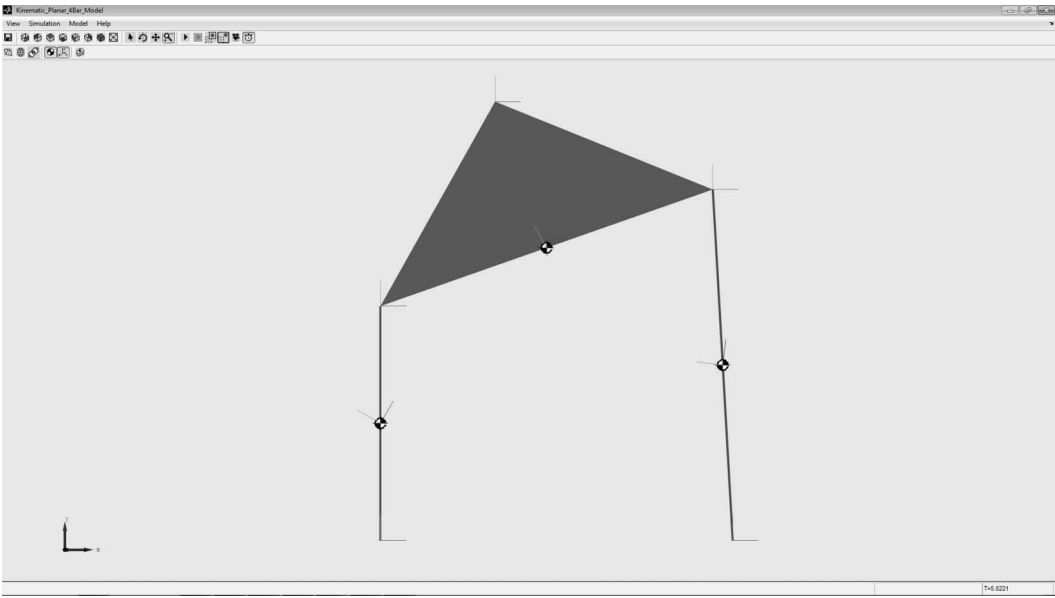 Kinematic_Planar_4Bar_Model
View Simulation Model Help
y
x
T=5.0221